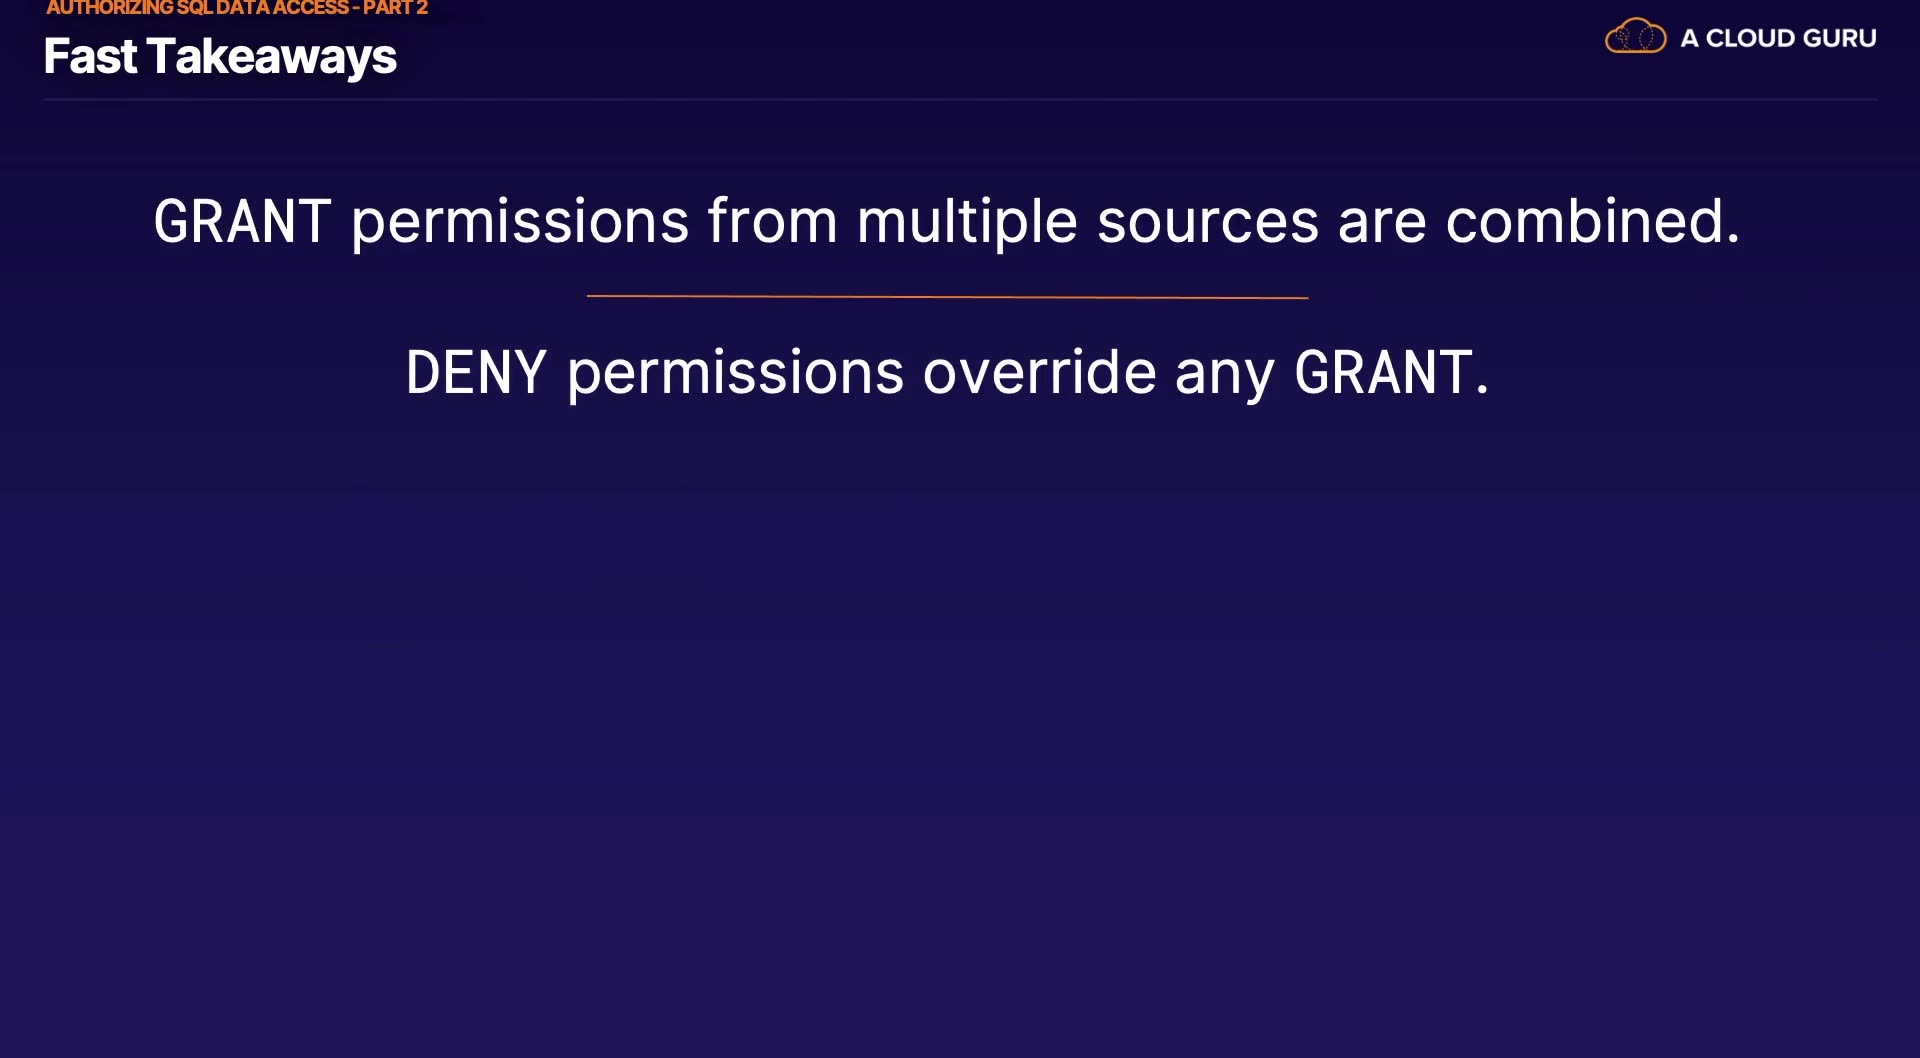 AUTHORIZING SQL DATA ACCESS - PART 2
Fast Takeaways
A CLOUD GURU
GRANT permissions from multiple sources are combined.
DENY permissions override any GRANT.